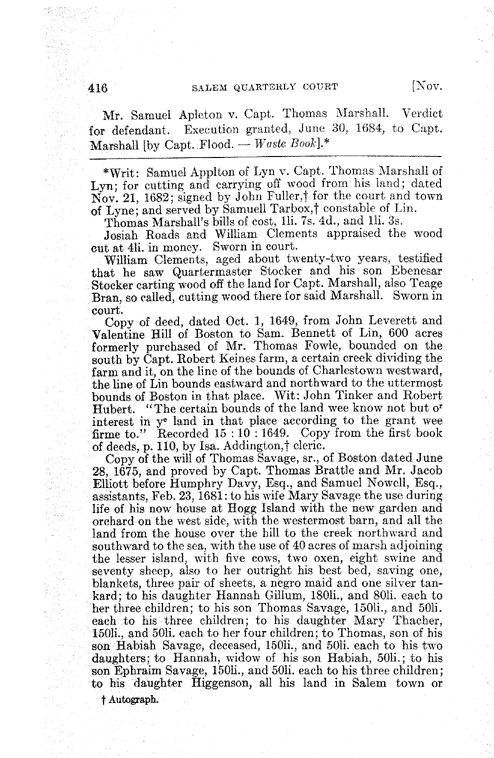 416 SALEM QUARTERLY COURT [Nov.
Mr. Samuel Apleton v. Capt. Thomas Marshall. Verdict
for defendant. Execution granted, June 30, 1684, to Capt.
Marshall [by Capt. Flood. — Waste Book].*
*Writ: Samuel Applton of Lyn v. Capt. Thomas Marshall of
Lyn; for cutting and carrying off wood from his land; dated
Nov. 21, 1682; signed by John Fuller,† for the court and town
of Lyne; and served by Samuell Tarbox,† constable of Lin.
Thomas Marshall's bills of cost, 1li. 7s. 4d., and 1li. 3s.
Josiah Roads and William Clements appraised the wood
cut at 4li. in money. Sworn in court.
William Clements, aged about twenty-two years, testified
that he saw Quartermaster Stocker and his son Ebenesar
Stocker carting wood off the land for Capt. Marshall, also Teage
Bran, so called, cutting wood there for said Marshall. Sworn in
court.
Copy of deed, dated Oct. 1, 1649, from John Leverett and
Valentine Hill of Boston to Sam. Bennett of Lin, 600 acres
formerly purchased of Mr. Thomas Fowle, bounded on the
south by Capt. Robert Keines farm, a certain creek dividing the
farm and it, on the line of the bounds of Charlestown westward,
the line of Lin bounds eastward and northward to the uttermost
bounds of Boston in that place. Wit: John Tinker and Robert
Hubert. "The certain bounds of the land wee know not but oʳ
interest in yᵉ land in that place according to the grant wee
firme to." Recorded 15 : 10 : 1649. Copy from the first book
of deeds, p. 110, by Isa. Addington,† cleric.
Copy of the will of Thomas Savage, sr., of Boston dated June
28, 1675, and proved by Capt. Thomas Brattle and Mr. Jacob
Elliott before Humphry Davy, Esq., and Samuel Nowell, Esq.,
assistants, Feb. 23, 1681: to his wife Mary Savage the use during
life of his now house at Hogg Island with the new garden and
orchard on the west side, with the westermost barn, and all the
land from the house over the hill to the creek northward and
southward to the sea, with the use of 40 acres of marsh adjoining
the lesser island, with five cows, two oxen, eight swine and
seventy sheep, also to her outright his best bed, saving one,
blankets, three pair of sheets, a negro maid and one silver tan-
kard; to his daughter Hannah Gillum, 180li., and 80li. each to
her three children; to his son Thomas Savage, 150li., and 50li.
each to his three children; to his daughter Mary Thacher,
150li., and 50li. each to her four children; to Thomas, son of his
son Habiah Savage, deceased, 150li., and 50li. each to his two
daughters; to Hannah, widow of his son Habiah, 50li.; to his
son Ephraim Savage, 150li., and 50li. each to his three children;
to his daughter Higgenson, all his land in Salem town or
† Autograph.